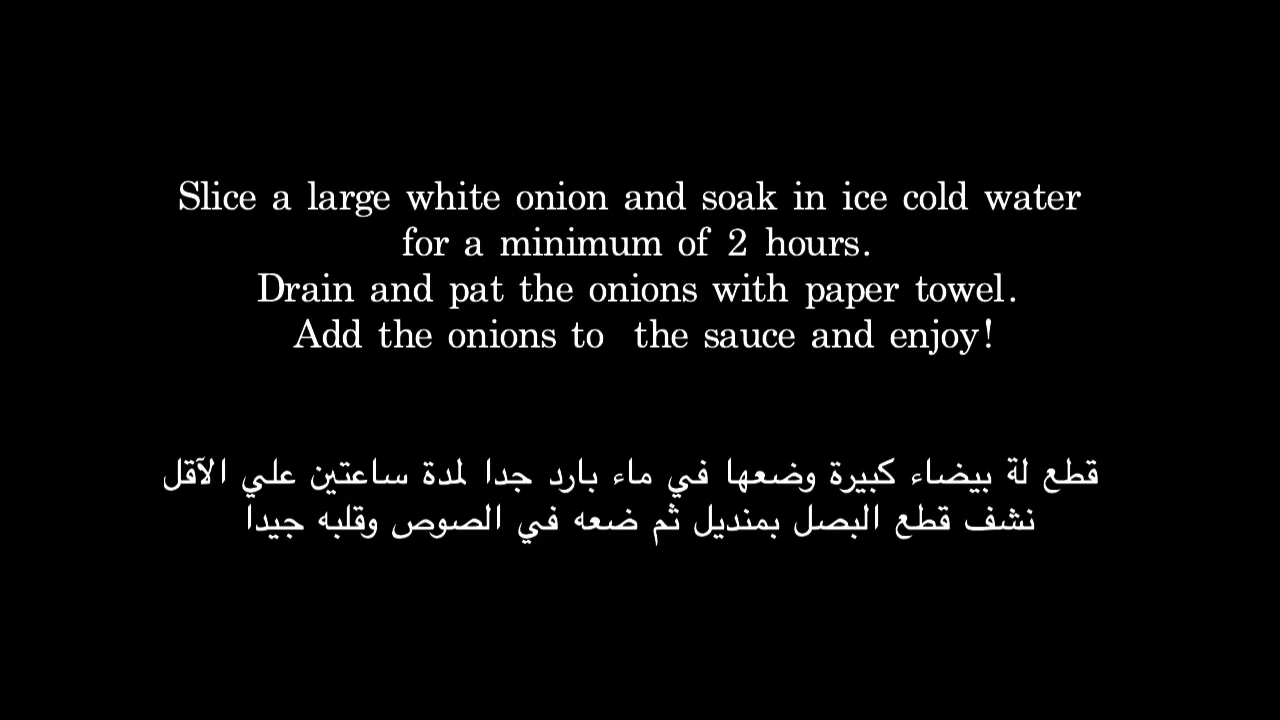 Slice a large white onion and soak in ice cold water
for a minimum of 2 hours.
Drain and pat the onions with paper towel.
Add the onions to the sauce and enjoy!
قطع لة بيضاء كبيرة وضعها في ماء بارد جدا لمدة ساعتين علي الآقل
نشف قطع البصل بمنديل ثم ضعه في الصوص وقلبه جيدا